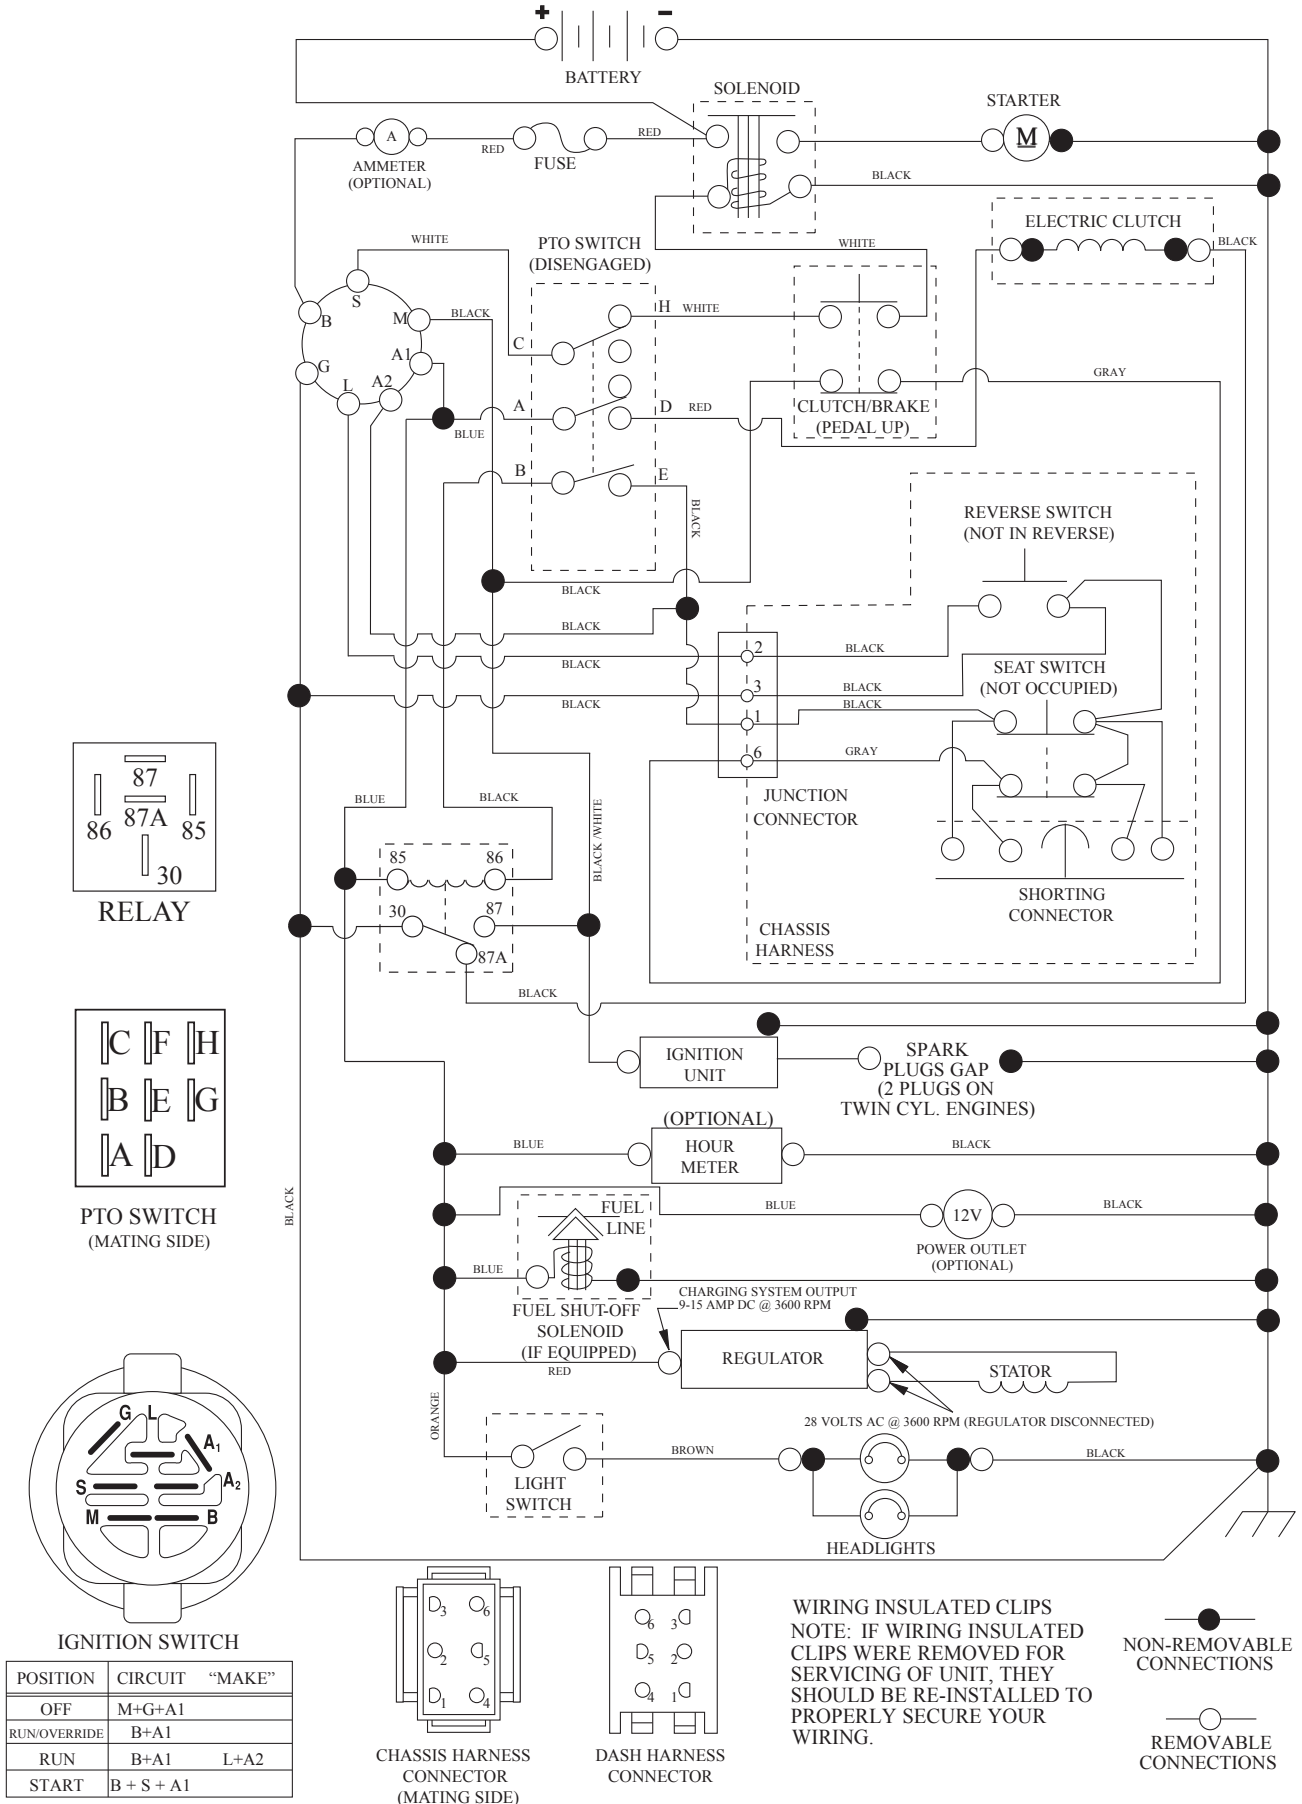 + −
BATTERY
SOLENOID
STARTER
A
M
RED
FUSE
RED
AMMETER
(OPTIONAL)
BLACK
ELECTRIC CLUTCH
WHITE
PTO SWITCH
(DISENGAGED)
WHITE
BLACK
S
B
M
BLACK
H
WHITE
C
G
A1
L
A2
GRAY
A
BLUE
D
RED
CLUTCH/BRAKE
(PEDAL UP)
B
E
BLACK
REVERSE SWITCH
(NOT IN REVERSE)
BLACK
BLACK
BLACK
2
BLACK
SEAT SWITCH
(NOT OCCUPIED)
3
BLACK
BLACK
BLACK
1
6
GRAY
JUNCTION
CONNECTOR
87
87A
86
85
30
RELAY
BLUE
BLACK
BLACK /WHITE
85
86
30
87
87A
SHORTING
CONNECTOR
CHASSIS
HARNESS
BLACK
C F H
B E G
A D
PTO SWITCH
(MATING SIDE)
IGNITION
UNIT
SPARK
PLUGS GAP
(2 PLUGS ON
TWIN CYL. ENGINES)
(OPTIONAL)
BLUE
HOUR
METER
BLACK
BLACK
FUEL
LINE
BLUE
12V
BLACK
POWER OUTLET
(OPTIONAL)
BLUE
FUEL SHUT-OFF
SOLENOID
(IF EQUIPPED)
CHARGING SYSTEM OUTPUT
9-15 AMP DC @ 3600 RPM
RED
REGULATOR
STATOR
28 VOLTS AC @ 3600 RPM (REGULATOR DISCONNECTED)
ORANGE
LIGHT
SWITCH
BROWN
BLACK
HEADLIGHTS
G L
A1
S
A2
M B
IGNITION SWITCH
POSITION CIRCUIT “MAKE”
OFF M+G+A1
RUN/OVERRIDE B+A1
RUN B+A1 L+A2
START B + S + A1
3 6
2 5
1 4
CHASSIS HARNESS
CONNECTOR
(MATING SIDE)
6 3
5 2
4 1
DASH HARNESS
CONNECTOR
WIRING INSULATED CLIPS
NOTE: IF WIRING INSULATED
CLIPS WERE REMOVED FOR
SERVICING OF UNIT, THEY
SHOULD BE RE-INSTALLED TO
PROPERLY SECURE YOUR
WIRING.
NON-REMOVABLE
CONNECTIONS
REMOVABLE
CONNECTIONS